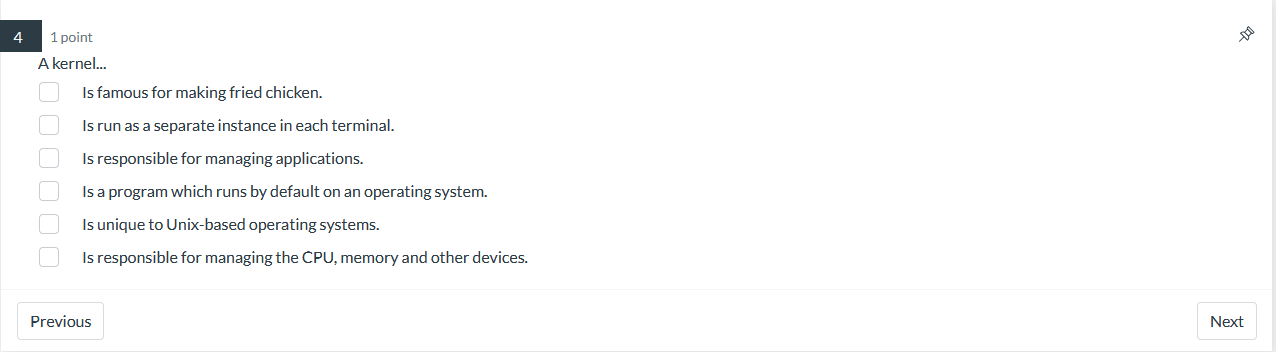 4 1 point
A kernel...
Is famous for making fried chicken.
Is run as a separate instance in each terminal.
Is responsible for managing applications.
Is a program which runs by default on an operating system.
Is unique to Unix-based operating systems.
Is responsible for managing the CPU, memory and other devices.
Previous Next